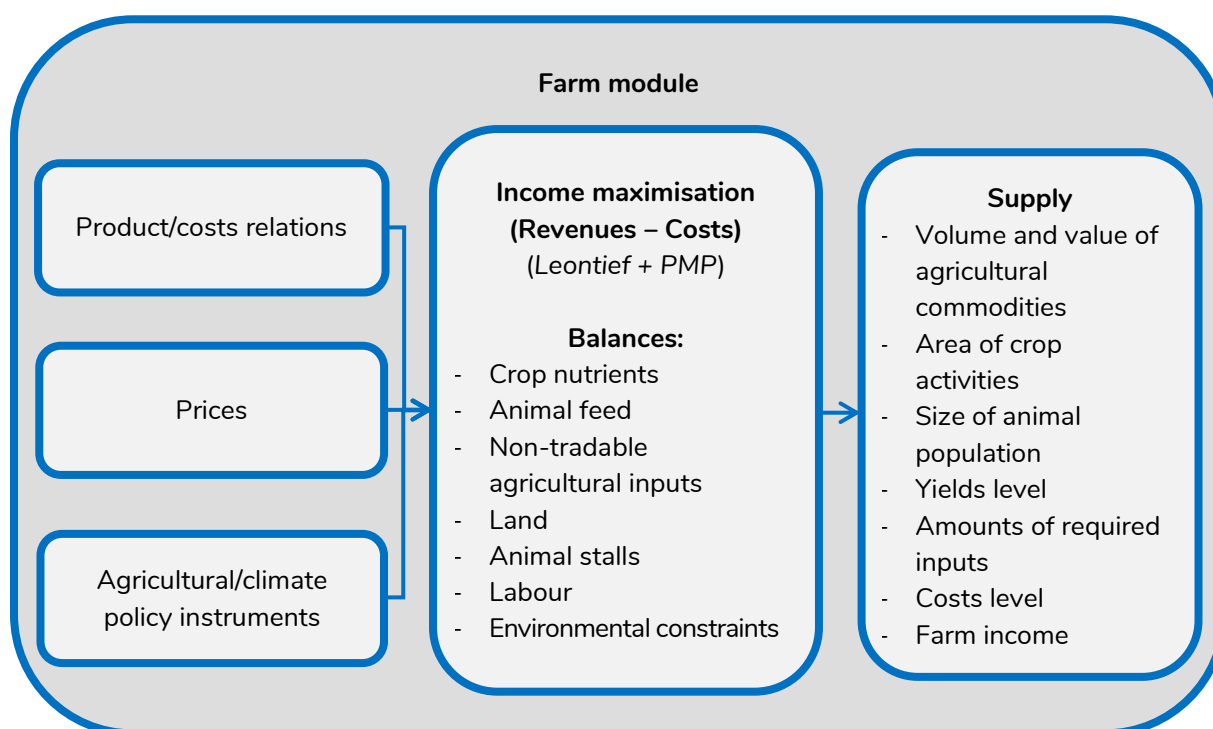 Farm module
Product/costs relations
Prices
Agricultural/climate
policy instruments
Income maximisation
(Revenues – Costs)
(Leontief + PMP)
Balances:
- Crop nutrients
- Animal feed
- Non-tradable
agricultural inputs
- Land
- Animal stalls
- Labour
- Environmental constraints
Supply
- Volume and value of
agricultural
commodities
- Area of crop
activities
- Size of animal
population
- Yields level
- Amounts of required
inputs
- Costs level
- Farm income